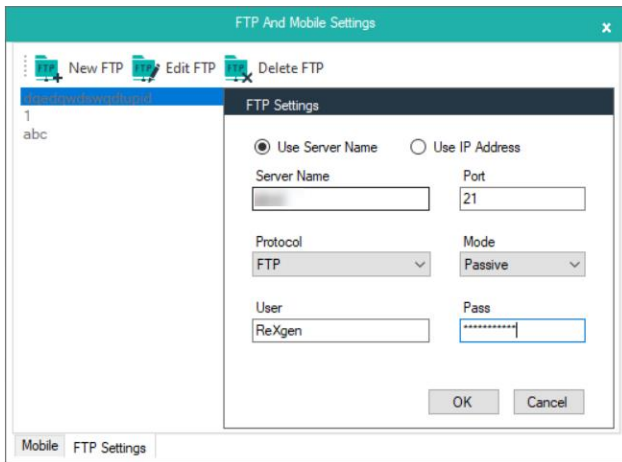 FTP And Mobile Settings x
New FTP Edit FTP Delete FTP
1
abc
FTP Settings
Use Server Name Use IP Address
Server Name Port
21
Protocol Mode
FTP Passive
User Pass
ReXgen ***********
OK Cancel
Mobile FTP Settings